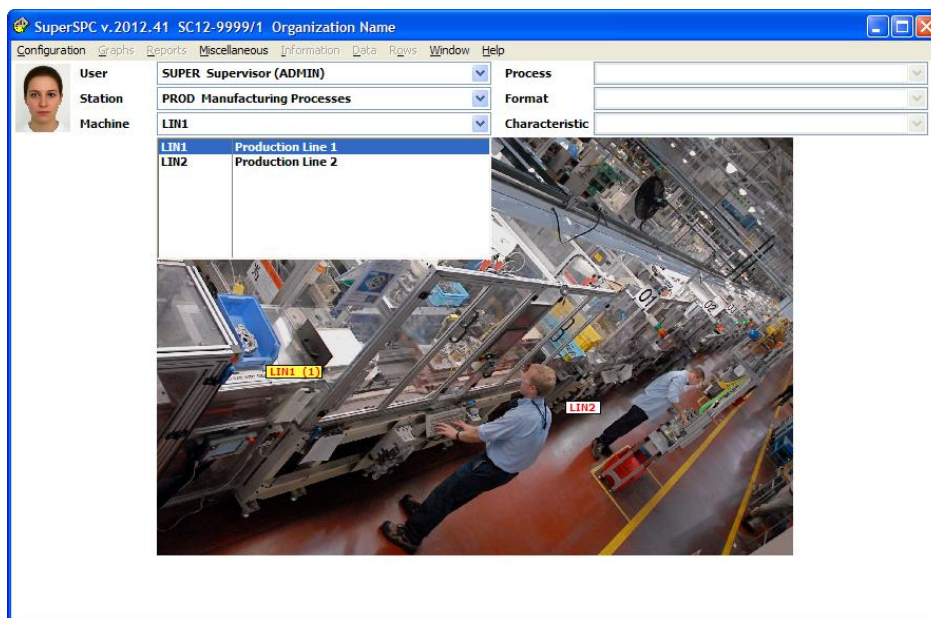 SuperSPC v.2012.41 SC12-9999/1 Organization Name
Configuration Graphs Reports Miscellaneous Information Data Rows Window Help
User SUPER Supervisor (ADMIN) Process
Station PROD Manufacturing Processes Format
Machine LIN1 Characteristic
LIN1 Production Line 1
LIN2 Production Line 2
01
02
LIN1 (1)
LIN2